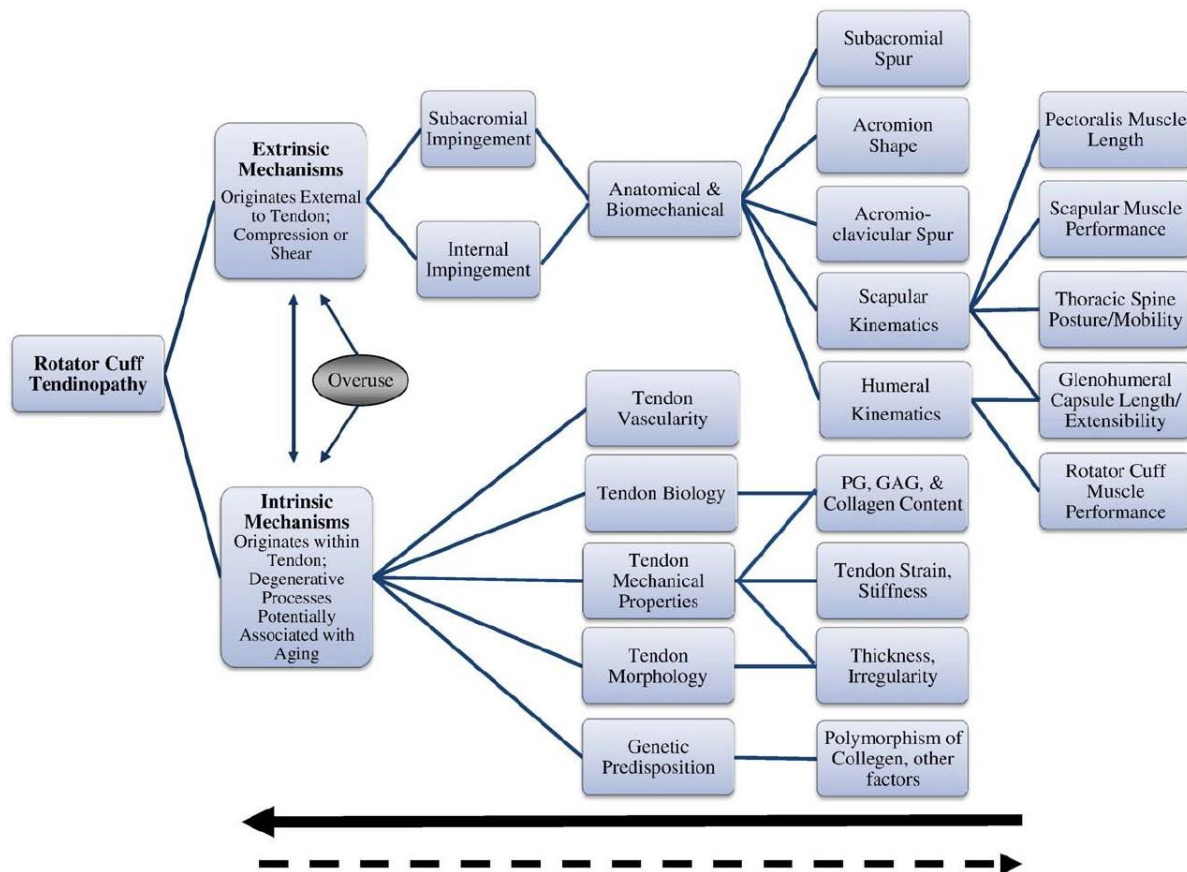 Rotator Cuff
Tendinopathy
Extrinsic
Mechanisms
Originates External
to Tendon;
Compression or
Shear
Overuse
Intrinsic
Mechanisms
Originates within
Tendon;
Degenerative
Processes
Potentially
Associated with
Aging
Subacromial
Impingement
Internal
Impingement
Anatomical &
Biomechanical
Subacromial
Spur
Acromion
Shape
Acromio-
clavicular Spur
Scapular
Kinematics
Humeral
Kinematics
Pectoralis Muscle
Length
Scapular Muscle
Performance
Thoracic Spine
Posture/Mobility
Glenohumeral
Capsule Length/
Extensibility
Rotator Cuff
Muscle
Performance
Tendon
Vascularity
Tendon Biology
Tendon
Mechanical
Properties
Tendon
Morphology
Genetic
Predisposition
PG, GAG, &
Collagen Content
Tendon Strain,
Stiffness
Thickness,
Irregularity
Polymorphism of
Collegen, other
factors